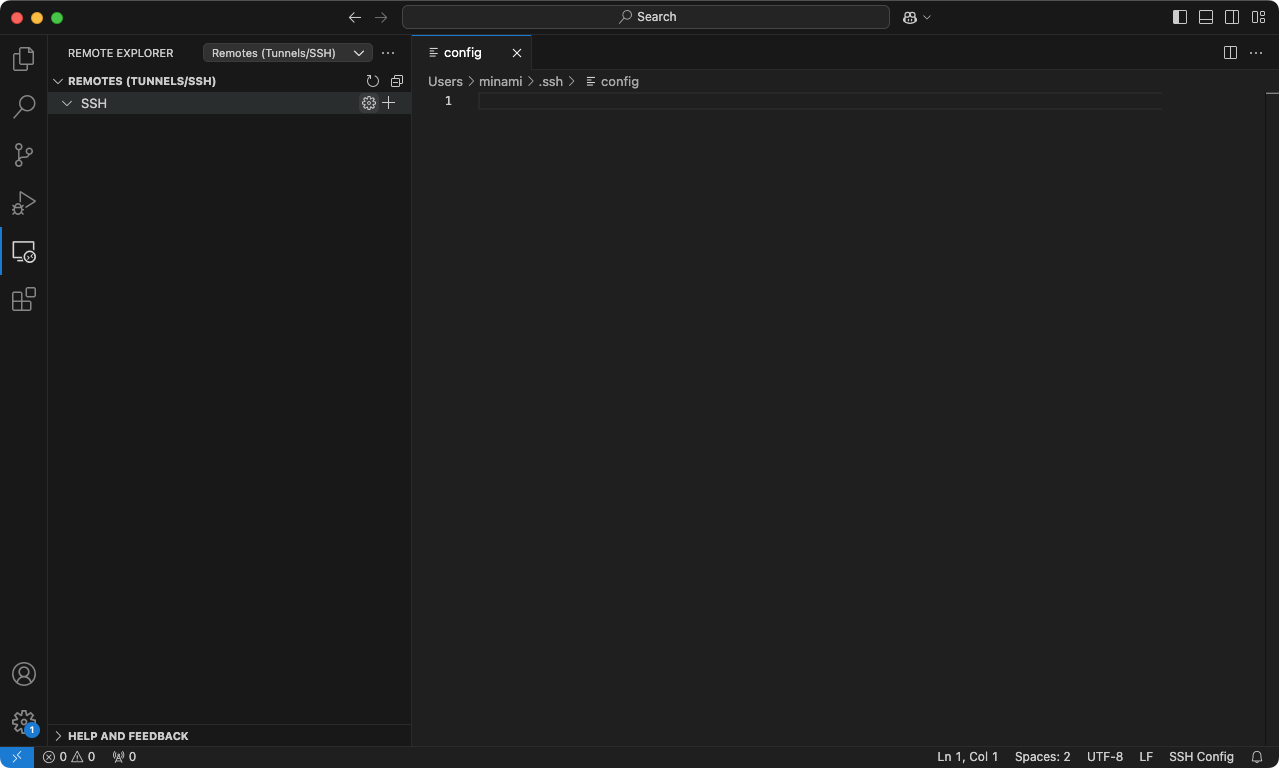 Search
REMOTE EXPLORER
Remotes (Tunnels/SSH)
config
REMOTES (TUNNELS/SSH)
Users
minami
.ssh
config
SSH
1
1
HELP AND FEEDBACK
0
0
0
Ln 1, Col 1
Spaces: 2
UTF-8
LF
SSH Config